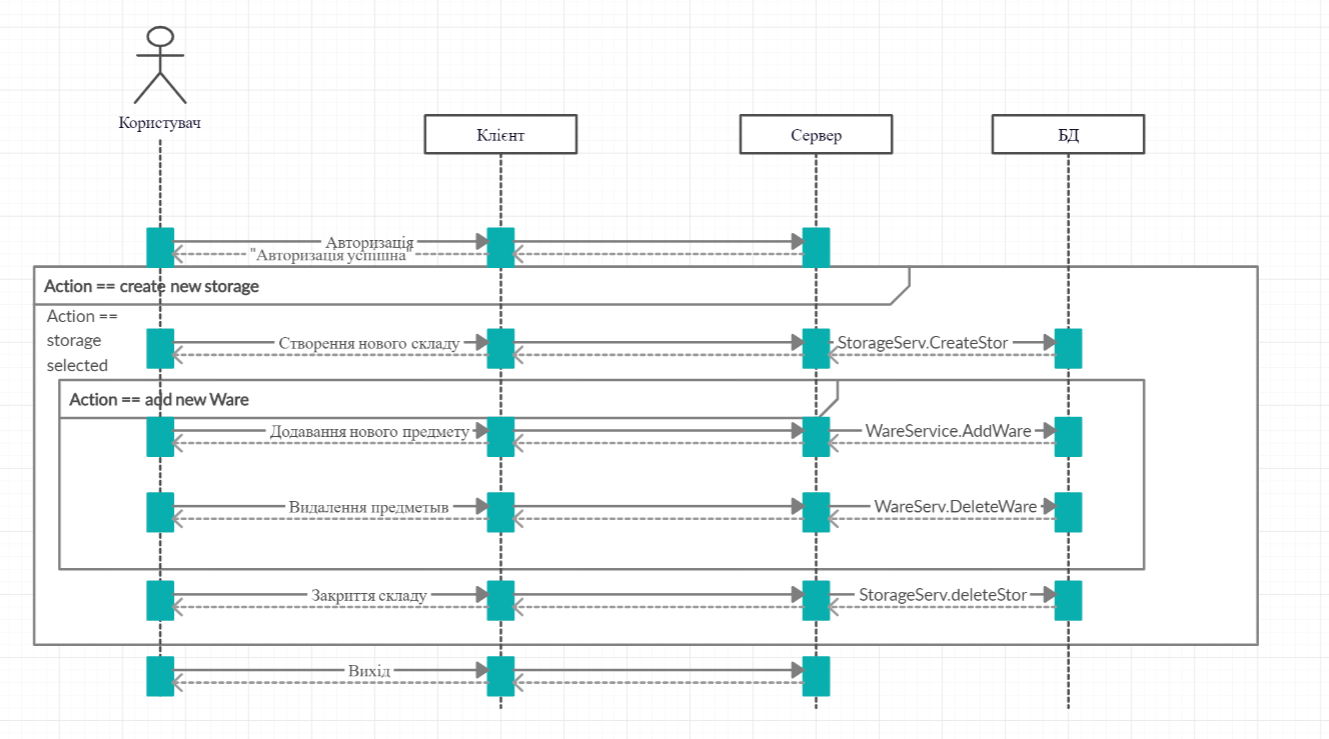 Користувач
Клієнт
Сервер
БД
Авторизація
"Авторизація успішна"
Action == create new storage
Action ==
storage
selected
Створення нового складу
StorageServ.CreateStor
Action == add new Ware
Додавання нового предмету
WareService.AddWare
Видалення предметыв
WareServ.DeleteWare
Закриття складу
StorageServ.deleteStor
Вихід